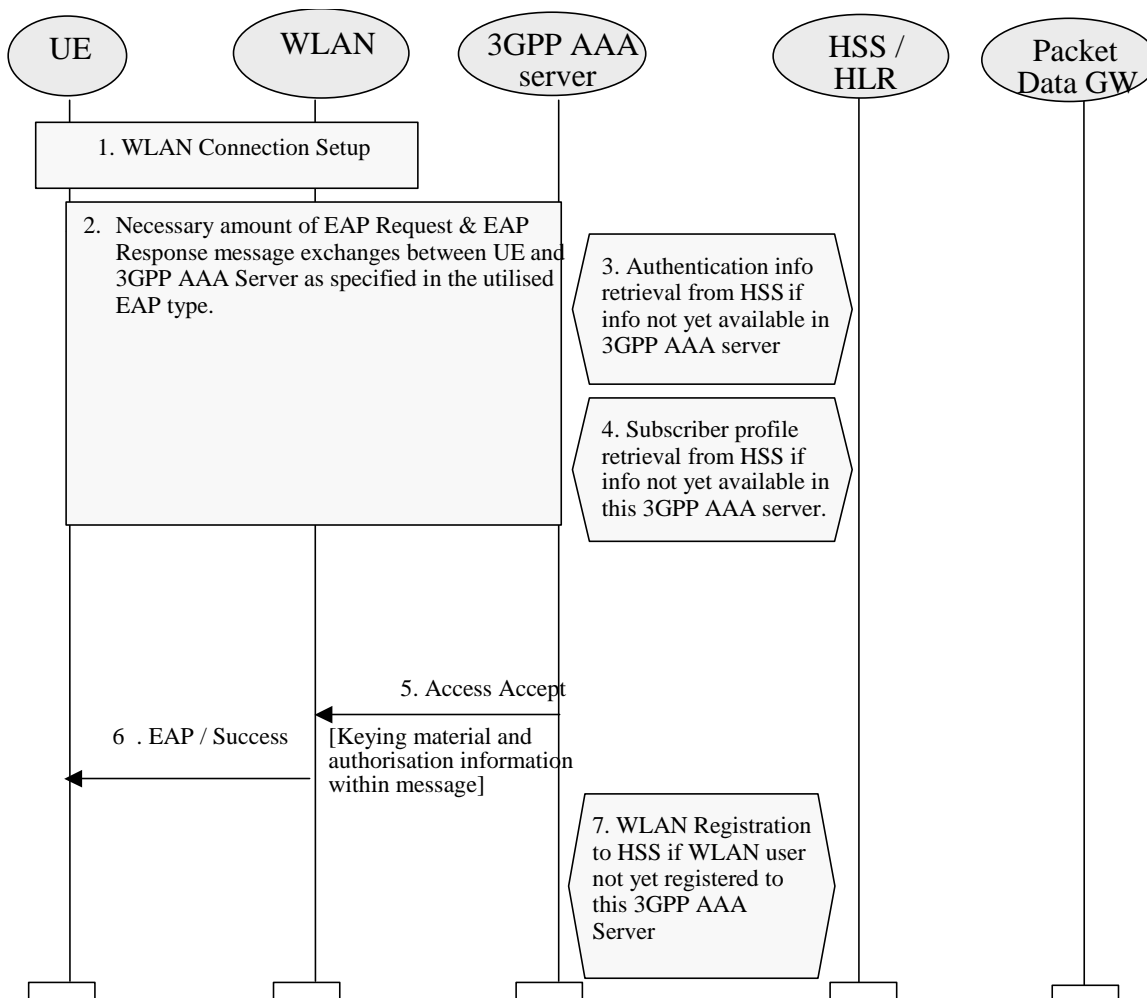 UE
WLAN
3GPP AAA
server
HSS /
HLR
Packet
Data GW
1. WLAN Connection Setup
2. Necessary amount of EAP Request & EAP
Response message exchanges between UE and
3GPP AAA Server as specified in the utilised
EAP type.
3. Authentication info
retrieval from HSS if
info not yet available in
3GPP AAA server
4. Subscriber profile
retrieval from HSS if
info not yet available in
this 3GPP AAA server.
5. Access Accept
6 . EAP / Success
[Keying material and
authorisation information
within message]
7. WLAN Registration
to HSS if WLAN user
not yet registered to
this 3GPP AAA
Server